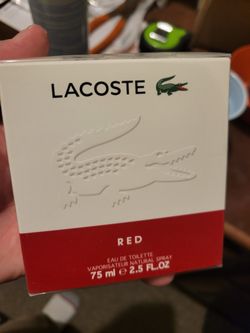 LACOSTE
RED
EAU DE TOILETTE
VAPORISATEUR NATURAL SPRAY
75 ml e 2.5 FL.OZ